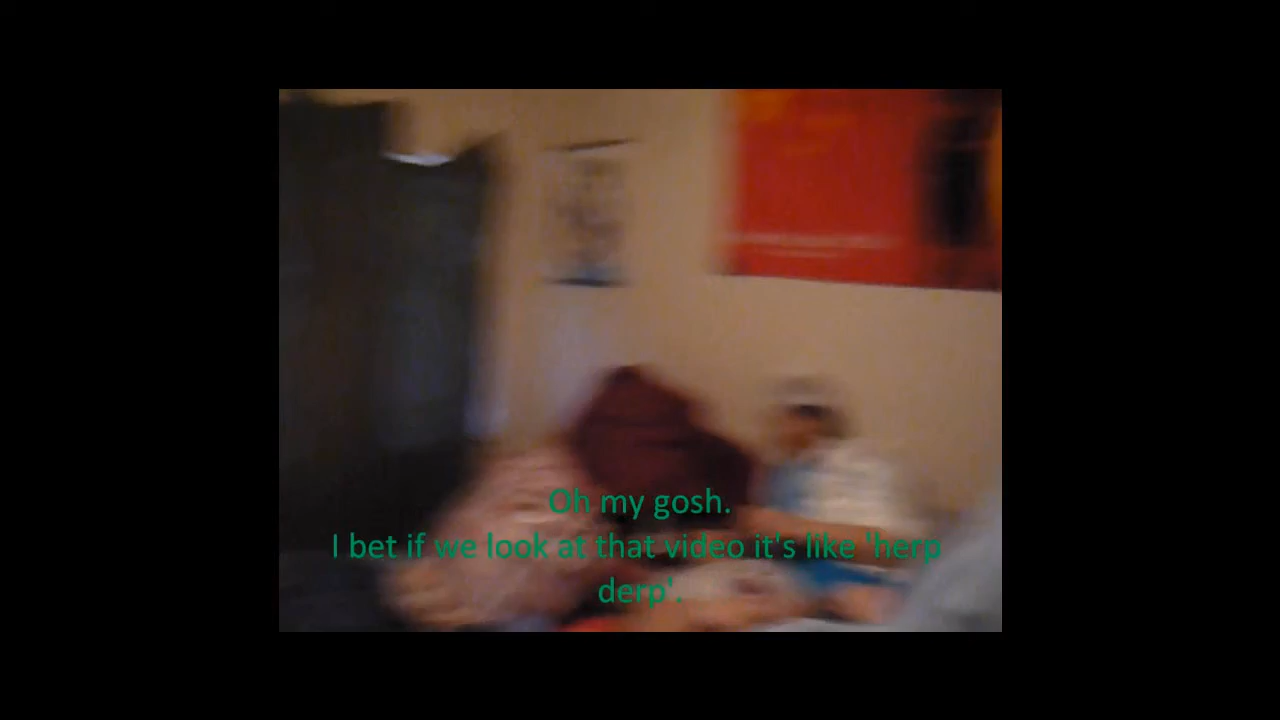 Oh my gosh.
I bet if we look at that video it's like 'herp
derp'.